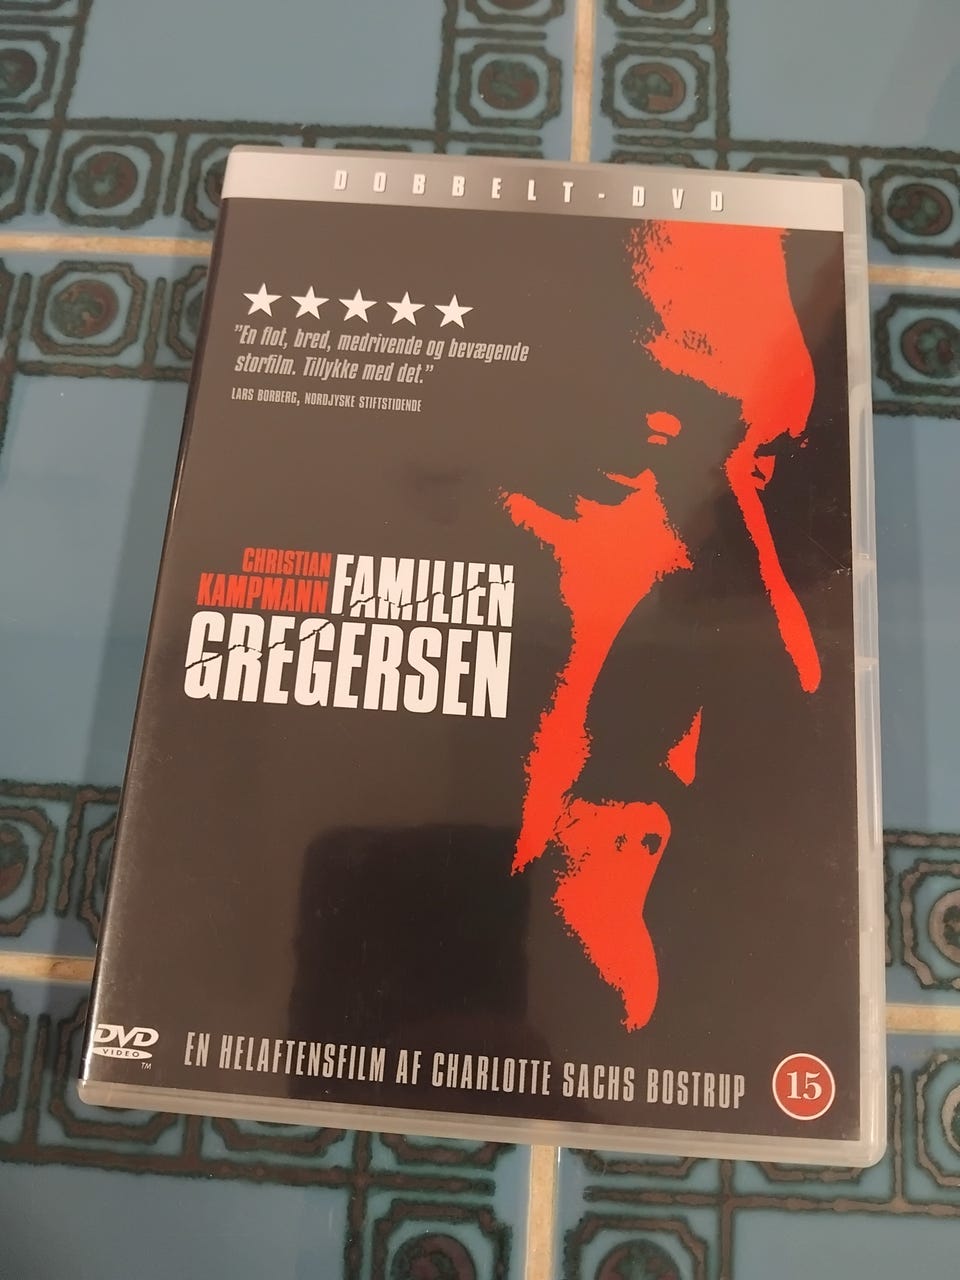 DOBBELT-DVD
"En flot, bred, medrivende og bevægende
storfilm. Tillykke med det."
LARS BORBERG, NORDJYSKE STIFTSTIDENDE
CHRISTIAN
KAMPMANN
FAMILIEN
GREGERSEN
DVD
VIDEO
TM
EN HELAFTENSFILM AF CHARLOTTE SACHS BOSTRUP
15